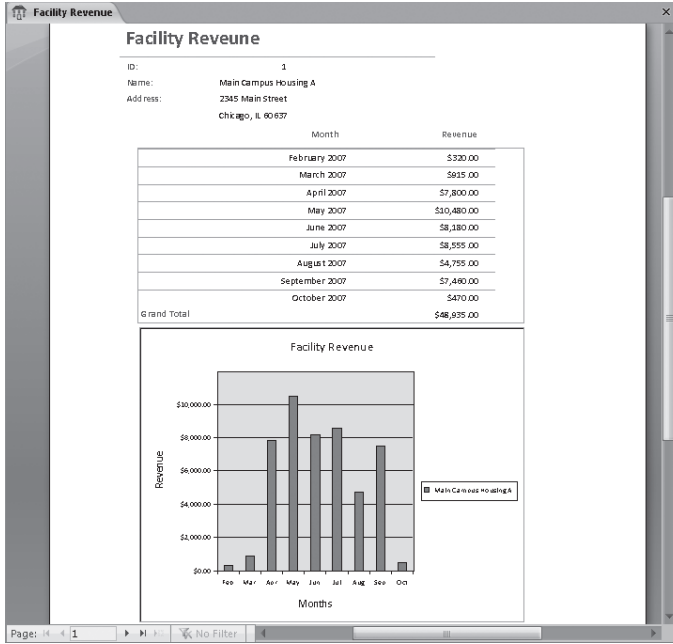 Facility Revenue
Facility Reveune
ID: 1
Name: Main Campus Housing A
Address: 2345 Main Street
Chicago, IL 60637
Month Revenue
February 2007 $320.00
March 2007 $915.00
April 2007 $7,800.00
May 2007 $10,480.00
June 2007 $8,180.00
July 2007 $8,555.00
August 2007 $4,755.00
September 2007 $7,460.00
October 2007 $470.00
Grand Total $48,935.00
Facility Revenue
$10,000.00
$8,000.00
$6,000.00
$4,000.00
$2,000.00
$0.00
Revenue
Feb Mar Apr May Jun Jul Aug Sep Oct
Months
Main Campus Housing A
Page: 1 No Filter